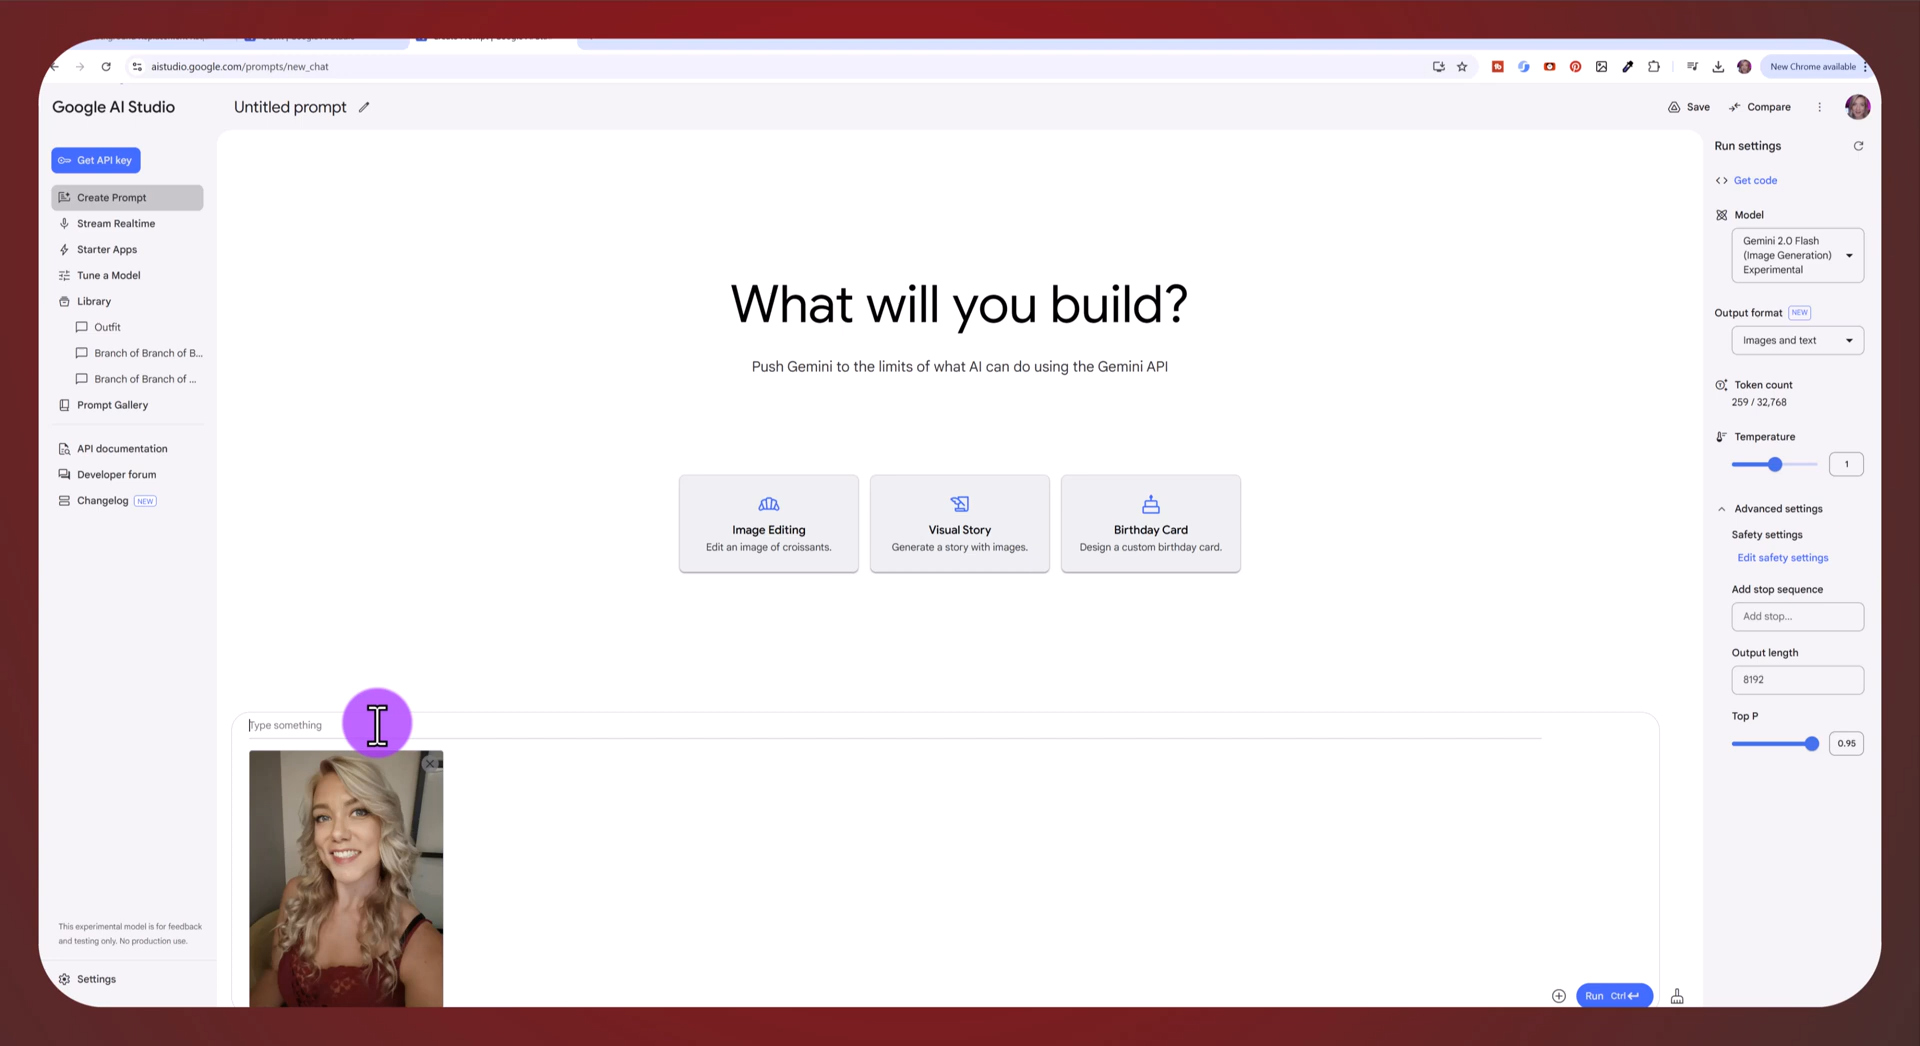 aistudio.google.com/prompts/new_chat
New Chrome available
Google AI Studio
Untitled prompt
Save
Compare
Get API key
Create Prompt
Stream Realtime
Starter Apps
Tune a Model
Library
Outfit
Branch of Branch of B...
Branch of Branch of ...
Prompt Gallery
API documentation
Developer forum
Changelog NEW
This experimental model is for feedback
and testing only. No production use.
Settings
What will you build?
Push Gemini to the limits of what AI can do using the Gemini API
Image Editing
Edit an image of croissants.
Visual Story
Generate a story with images.
Birthday Card
Design a custom birthday card.
Type something
Run Ctrl
Run settings
Get code
Model
Gemini 2.0 Flash
(Image Generation)
Experimental
Output format NEW
Images and text
Token count
259 / 32,768
Temperature
1
Advanced settings
Safety settings
Edit safety settings
Add stop sequence
Add stop...
Output length
8192
Top P
0.95